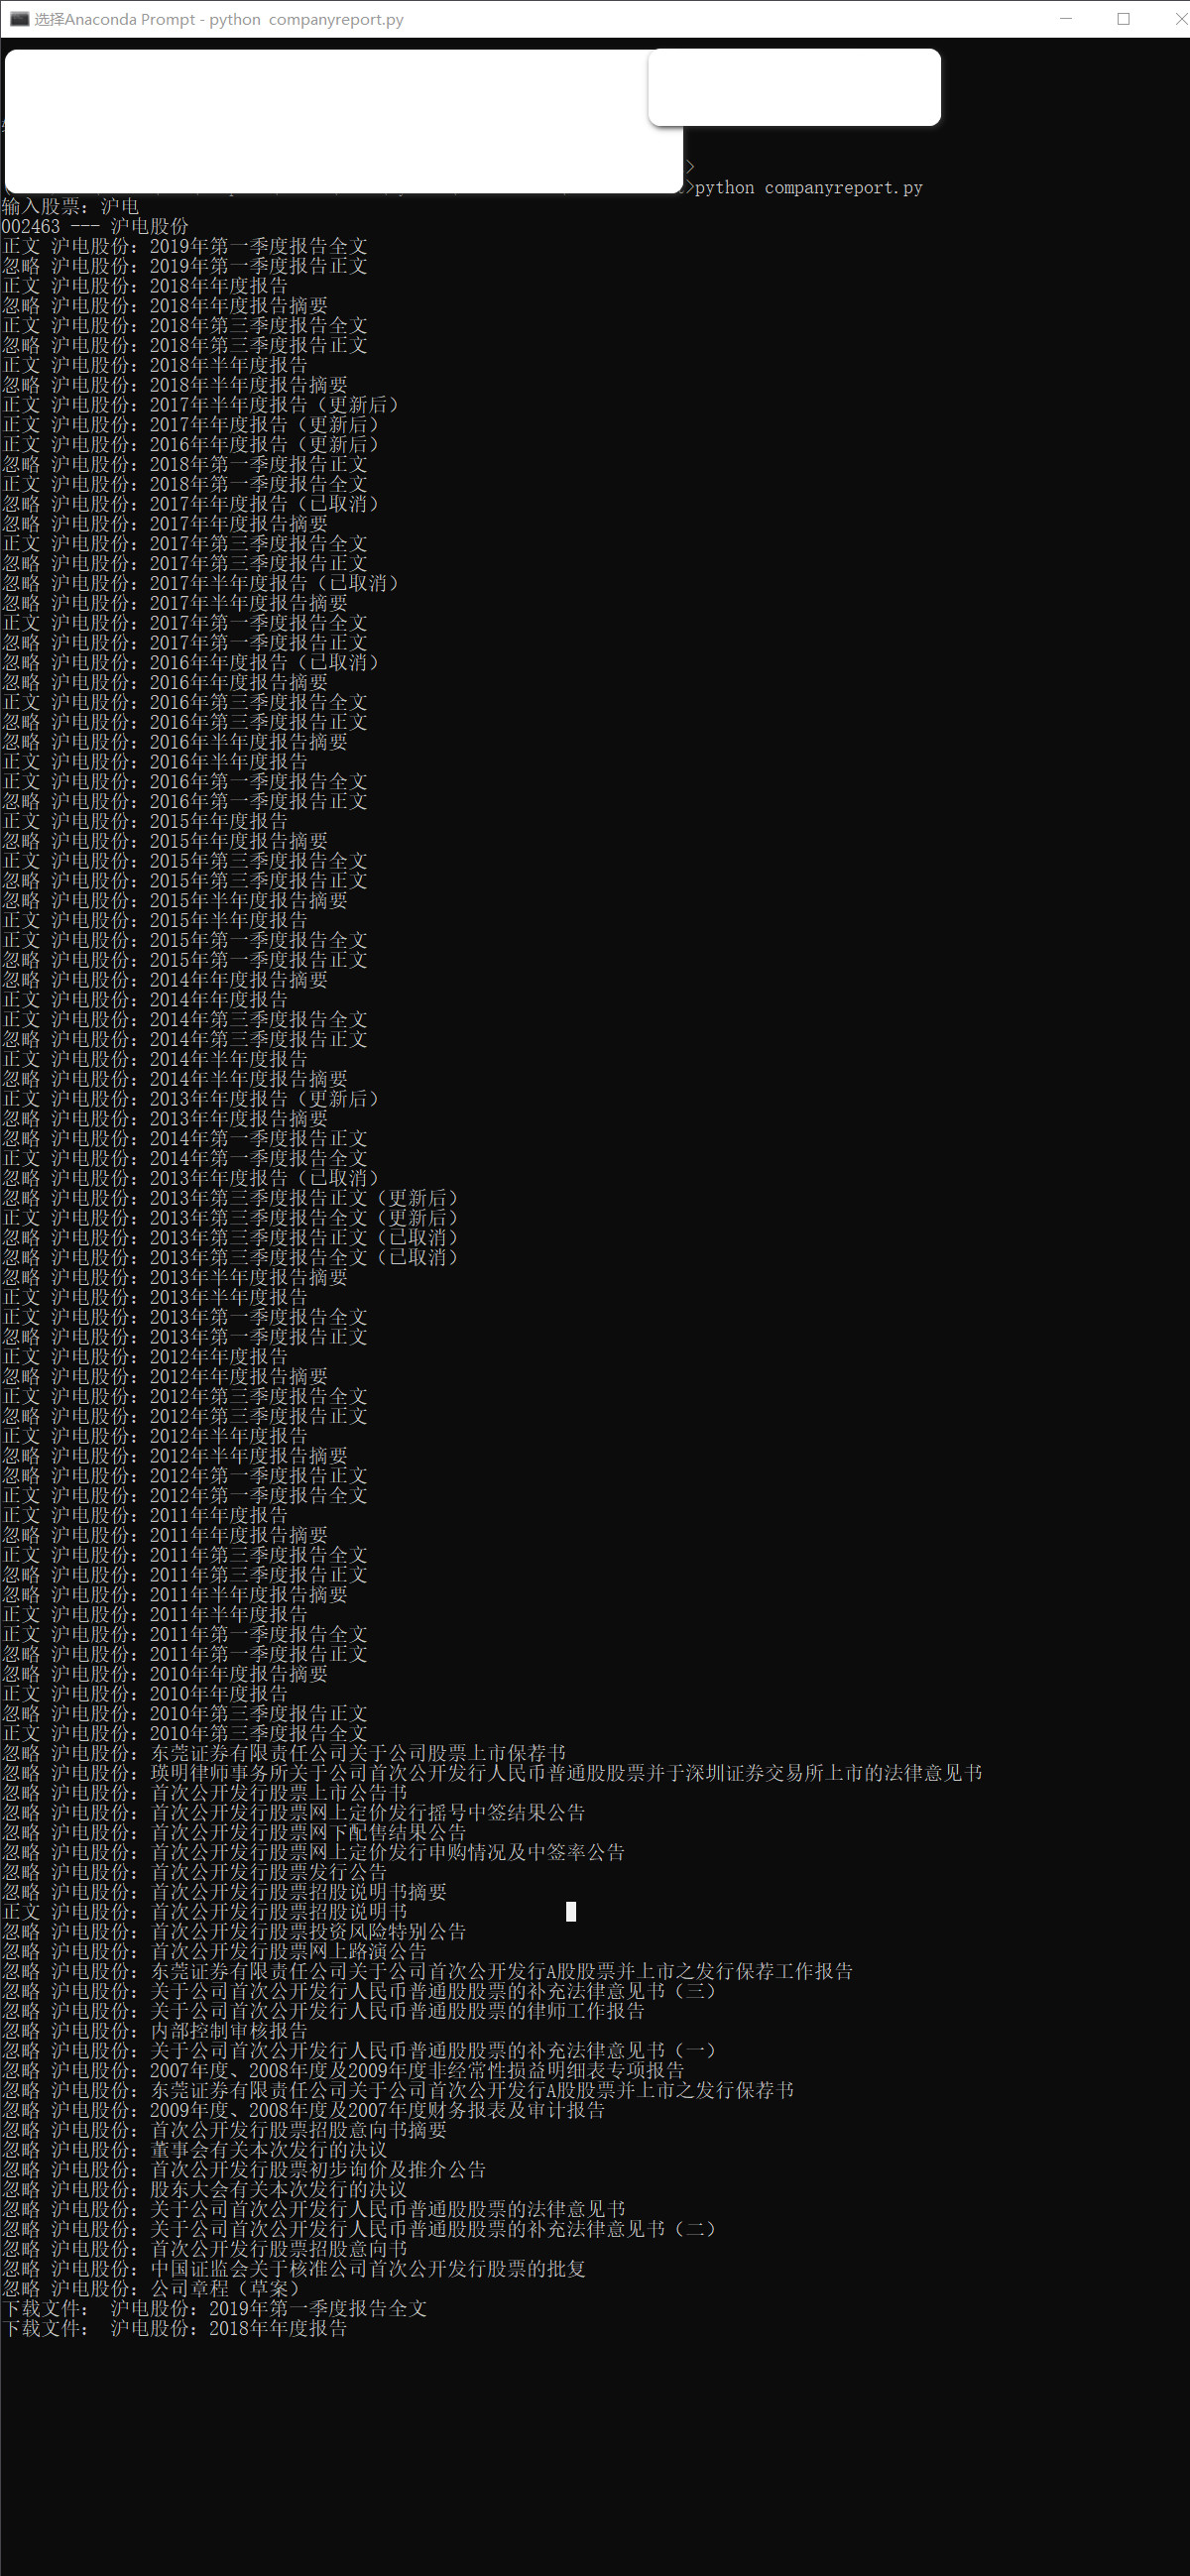 选择Anaconda Prompt - python  companyreport.py
>
>python companyreport.py
输入股票: 沪电
002463 --- 沪电股份
正文 沪电股份: 2019年第一季度报告全文
忽略 沪电股份: 2019年第一季度报告正文
正文 沪电股份: 2018年年度报告
忽略 沪电股份: 2018年年度报告摘要
正文 沪电股份: 2018年第三季度报告全文
忽略 沪电股份: 2018年第三季度报告正文
正文 沪电股份: 2018年半年度报告
忽略 沪电股份: 2018年半年度报告摘要
正文 沪电股份: 2017年半年度报告（更新后）
正文 沪电股份: 2017年年度报告（更新后）
正文 沪电股份: 2016年年度报告（更新后）
忽略 沪电股份: 2018年第一季度报告正文
正文 沪电股份: 2018年第一季度报告全文
忽略 沪电股份: 2017年年度报告（已取消）
忽略 沪电股份: 2017年年度报告摘要
正文 沪电股份: 2017年第三季度报告全文
忽略 沪电股份: 2017年第三季度报告正文
忽略 沪电股份: 2017年半年度报告（已取消）
忽略 沪电股份: 2017年半年度报告摘要
正文 沪电股份: 2017年第一季度报告全文
忽略 沪电股份: 2017年第一季度报告正文
忽略 沪电股份: 2016年年度报告（已取消）
忽略 沪电股份: 2016年年度报告摘要
正文 沪电股份: 2016年第三季度报告全文
忽略 沪电股份: 2016年第三季度报告正文
忽略 沪电股份: 2016年半年度报告摘要
正文 沪电股份: 2016年半年度报告
正文 沪电股份: 2016年第一季度报告全文
忽略 沪电股份: 2016年第一季度报告正文
正文 沪电股份: 2015年年度报告
忽略 沪电股份: 2015年年度报告摘要
正文 沪电股份: 2015年第三季度报告全文
忽略 沪电股份: 2015年第三季度报告正文
忽略 沪电股份: 2015年半年度报告摘要
正文 沪电股份: 2015年半年度报告
正文 沪电股份: 2015年第一季度报告全文
忽略 沪电股份: 2015年第一季度报告正文
忽略 沪电股份: 2014年年度报告摘要
正文 沪电股份: 2014年年度报告
正文 沪电股份: 2014年第三季度报告全文
忽略 沪电股份: 2014年第三季度报告正文
正文 沪电股份: 2014年半年度报告
忽略 沪电股份: 2014年半年度报告摘要
正文 沪电股份: 2013年年度报告（更新后）
忽略 沪电股份: 2013年年度报告摘要
忽略 沪电股份: 2014年第一季度报告正文
正文 沪电股份: 2014年第一季度报告全文
忽略 沪电股份: 2013年年度报告（已取消）
忽略 沪电股份: 2013年第三季度报告正文（更新后）
正文 沪电股份: 2013年第三季度报告全文（更新后）
忽略 沪电股份: 2013年第三季度报告正文（已取消）
忽略 沪电股份: 2013年第三季度报告全文（已取消）
忽略 沪电股份: 2013年半年度报告摘要
正文 沪电股份: 2013年半年度报告
正文 沪电股份: 2013年第一季度报告全文
忽略 沪电股份: 2013年第一季度报告正文
正文 沪电股份: 2012年年度报告
忽略 沪电股份: 2012年年度报告摘要
正文 沪电股份: 2012年第三季度报告全文
忽略 沪电股份: 2012年第三季度报告正文
正文 沪电股份: 2012年半年度报告
忽略 沪电股份: 2012年半年度报告摘要
忽略 沪电股份: 2012年第一季度报告正文
正文 沪电股份: 2012年第一季度报告全文
正文 沪电股份: 2011年年度报告
忽略 沪电股份: 2011年年度报告摘要
正文 沪电股份: 2011年第三季度报告全文
忽略 沪电股份: 2011年第三季度报告正文
忽略 沪电股份: 2011年半年度报告摘要
正文 沪电股份: 2011年半年度报告
正文 沪电股份: 2011年第一季度报告全文
忽略 沪电股份: 2011年第一季度报告正文
忽略 沪电股份: 2010年年度报告摘要
正文 沪电股份: 2010年年度报告
忽略 沪电股份: 2010年第三季度报告正文
正文 沪电股份: 2010年第三季度报告全文
忽略 沪电股份: 东莞证券有限责任公司关于公司股票上市保荐书
忽略 沪电股份: 瑛明律师事务所关于公司首次公开发行人民币普通股股票并于深圳证券交易所上市的法律意见书
忽略 沪电股份: 首次公开发行股票上市公告书
忽略 沪电股份: 首次公开发行股票网上定价发行摇号中签结果公告
忽略 沪电股份: 首次公开发行股票网下配售结果公告
忽略 沪电股份: 首次公开发行股票网上定价发行申购情况及中签率公告
忽略 沪电股份: 首次公开发行股票发行公告
忽略 沪电股份: 首次公开发行股票招股说明书摘要
正文 沪电股份: 首次公开发行股票招股说明书
忽略 沪电股份: 首次公开发行股票投资风险特别公告
忽略 沪电股份: 首次公开发行股票网上路演公告
忽略 沪电股份: 东莞证券有限责任公司关于公司首次公开发行A股股票并上市之发行保荐工作报告
忽略 沪电股份: 关于公司首次公开发行人民币普通股股票的补充法律意见书（三）
忽略 沪电股份: 关于公司首次公开发行人民币普通股股票的律师工作报告
忽略 沪电股份: 内部控制审核报告
忽略 沪电股份: 关于公司首次公开发行人民币普通股股票的补充法律意见书（一）
忽略 沪电股份: 2007年度、2008年度及2009年度非经常性损益明细表专项报告
忽略 沪电股份: 东莞证券有限责任公司关于公司首次公开发行A股股票并上市之发行保荐书
忽略 沪电股份: 2009年度、2008年度及2007年度财务报表及审计报告
忽略 沪电股份: 首次公开发行股票招股意向书摘要
忽略 沪电股份: 董事会有关本次发行的决议
忽略 沪电股份: 首次公开发行股票初步询价及推介公告
忽略 沪电股份: 股东大会有关本次发行的决议
忽略 沪电股份: 关于公司首次公开发行人民币普通股股票的法律意见书
忽略 沪电股份: 关于公司首次公开发行人民币普通股股票的补充法律意见书（二）
忽略 沪电股份: 首次公开发行股票招股意向书
忽略 沪电股份: 中国证监会关于核准公司首次公开发行股票的批复
忽略 沪电股份: 公司章程（草案）
下载文件:  沪电股份: 2019年第一季度报告全文
下载文件:  沪电股份: 2018年年度报告